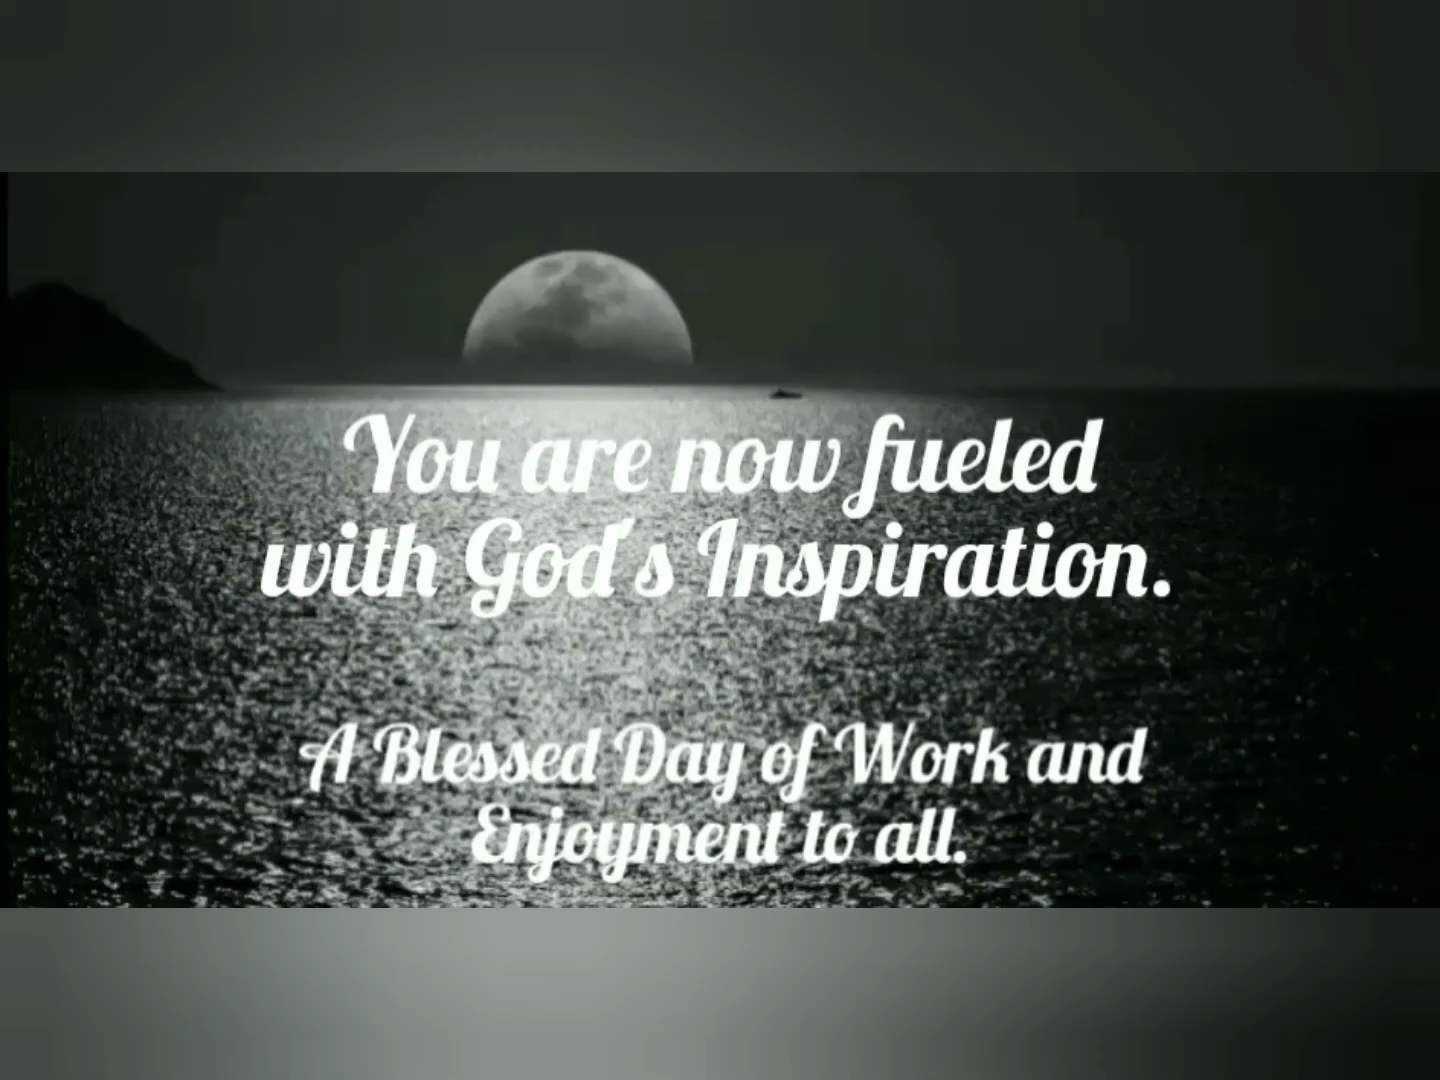 You are now fueled
with God's Inspiration.
A Blessed Day of Work and
Enjoyment to all.